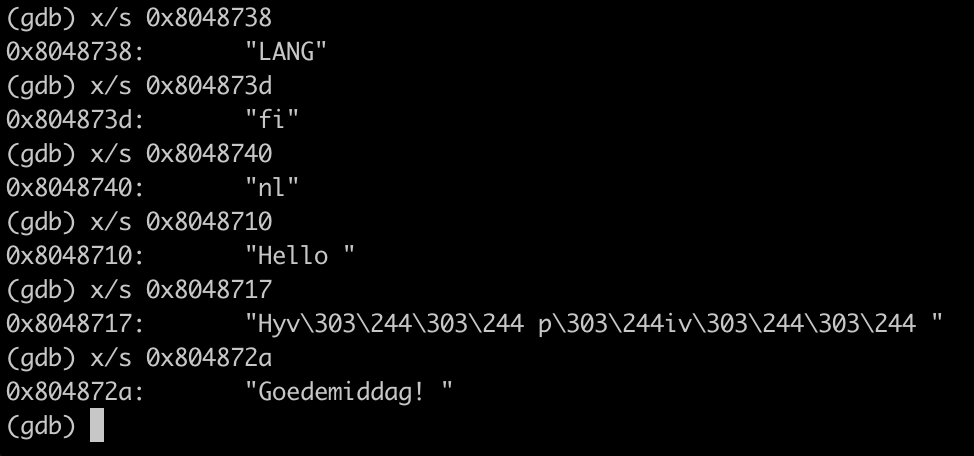 (gdb) x/s 0x8048738
0x8048738:      "LANG"
(gdb) x/s 0x804873d
0x804873d:      "fi"
(gdb) x/s 0x8048740
0x8048740:      "nl"
(gdb) x/s 0x8048710
0x8048710:      "Hello "
(gdb) x/s 0x8048717
0x8048717:      "Hyv\303\244\303\244 p\303\244iv\303\244\303\244 "
(gdb) x/s 0x804872a
0x804872a:      "Goedemiddag! "
(gdb)